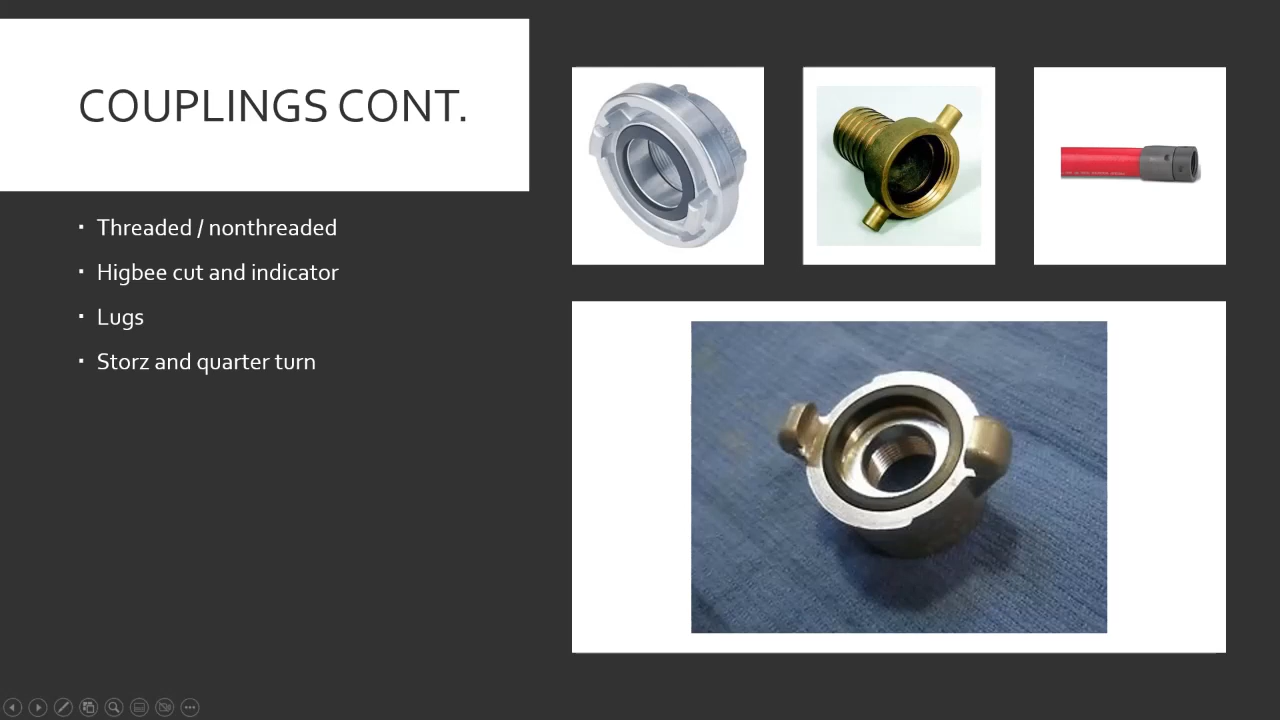 COUPLINGS CONT.
Threaded / nonthreaded
Higbee cut and indicator
Lugs
Storz and quarter turn